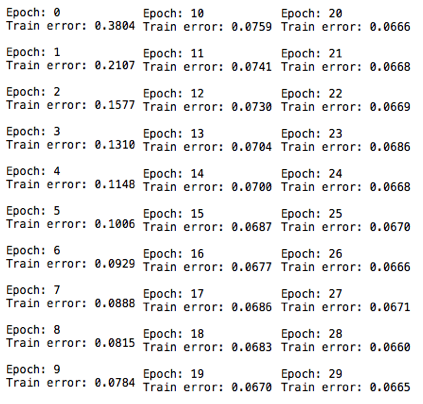 Epoch: 0
Train error: 0.3804
Epoch: 1
Train error: 0.2107
Epoch: 2
Train error: 0.1577
Epoch: 3
Train error: 0.1310
Epoch: 4
Train error: 0.1148
Epoch: 5
Train error: 0.1006
Epoch: 6
Train error: 0.0929
Epoch: 7
Train error: 0.0888
Epoch: 8
Train error: 0.0815
Epoch: 9
Train error: 0.0784
Epoch: 10
Train error: 0.0759
Epoch: 11
Train error: 0.0741
Epoch: 12
Train error: 0.0730
Epoch: 13
Train error: 0.0704
Epoch: 14
Train error: 0.0700
Epoch: 15
Train error: 0.0687
Epoch: 16
Train error: 0.0677
Epoch: 17
Train error: 0.0686
Epoch: 18
Train error: 0.0683
Epoch: 19
Train error: 0.0670
Epoch: 20
Train error: 0.0666
Epoch: 21
Train error: 0.0668
Epoch: 22
Train error: 0.0669
Epoch: 23
Train error: 0.0686
Epoch: 24
Train error: 0.0668
Epoch: 25
Train error: 0.0670
Epoch: 26
Train error: 0.0666
Epoch: 27
Train error: 0.0671
Epoch: 28
Train error: 0.0660
Epoch: 29
Train error: 0.0665